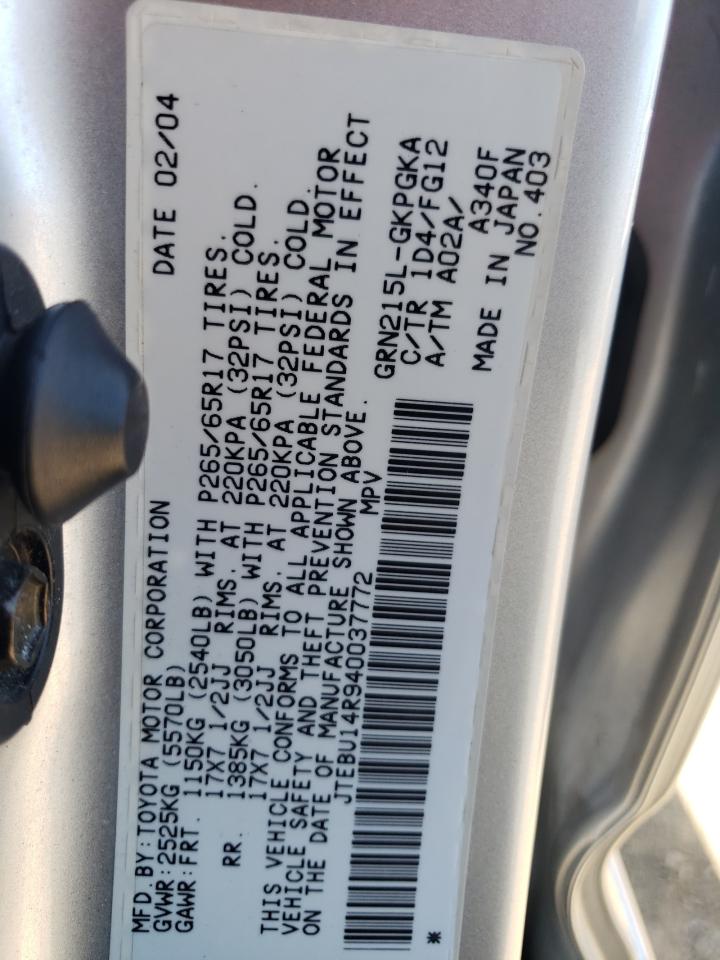 MFD. BY: TOYOTA MOTOR CORPORATION DATE 02/04
GVWR: 2525KG (5570LB)
GAWR: FRT. 1150KG (2540LB) WITH P265/65R17 TIRES.
17X7 1/2JJ RIMS. AT 220KPA (32PSI) COLD.
RR. 1385KG (3050LB) WITH P265/65R17 TIRES.
17X7 1/2JJ RIMS. AT 220KPA (32PSI) COLD.
THIS VEHICLE CONFORMS TO ALL APPLICABLE FEDERAL MOTOR
VEHICLE SAFETY AND THEFT PREVENTION STANDARDS IN EFFECT
ON THE DATE OF MANUFACTURE SHOWN ABOVE.
JTEBU14R940037772 MPV
GRN215L-GKPGKA
C/TR 1D4/FG12
A/TM A02A/ A340F
MADE IN JAPAN
NO.403
*